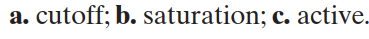 a. cutoff; b. saturation; c. active.